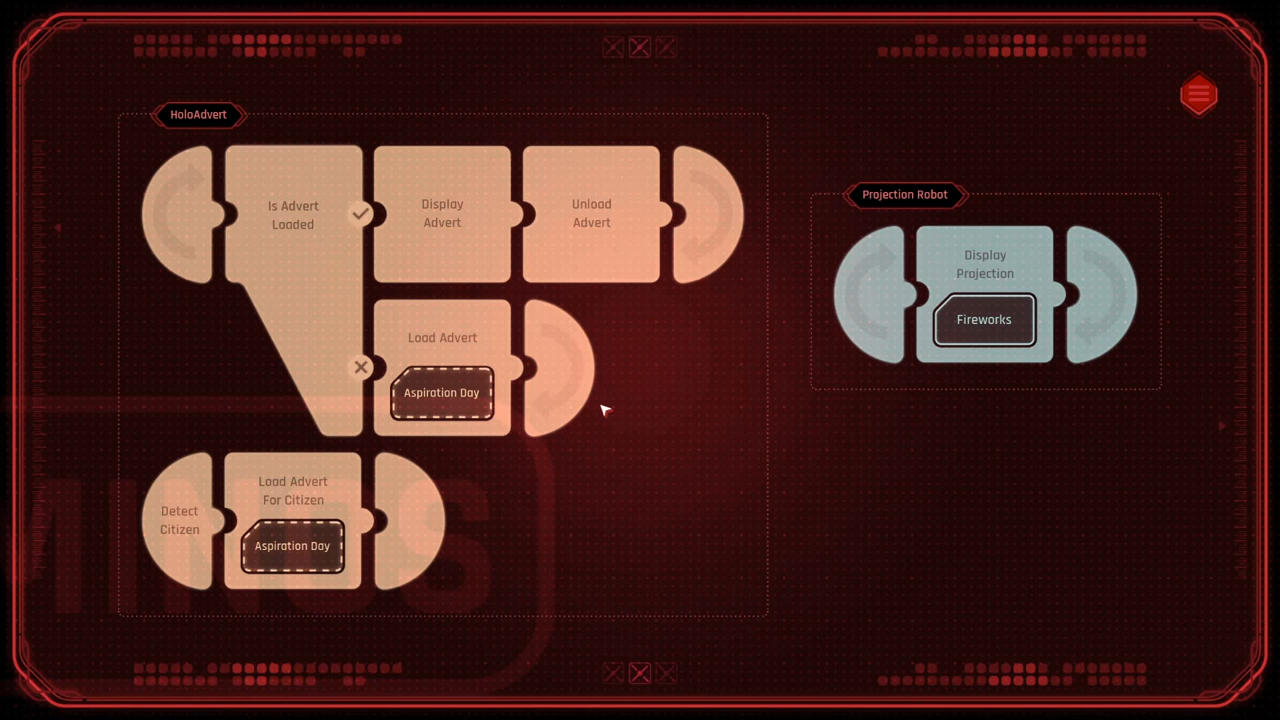 HoloAdvert
Is Advert
Loaded
Display
Advert
Unload
Advert
Load Advert
Aspiration Day
Detect
Citizen
Load Advert
For Citizen
Aspiration Day
Projection Robot
Display
Projection
Fireworks